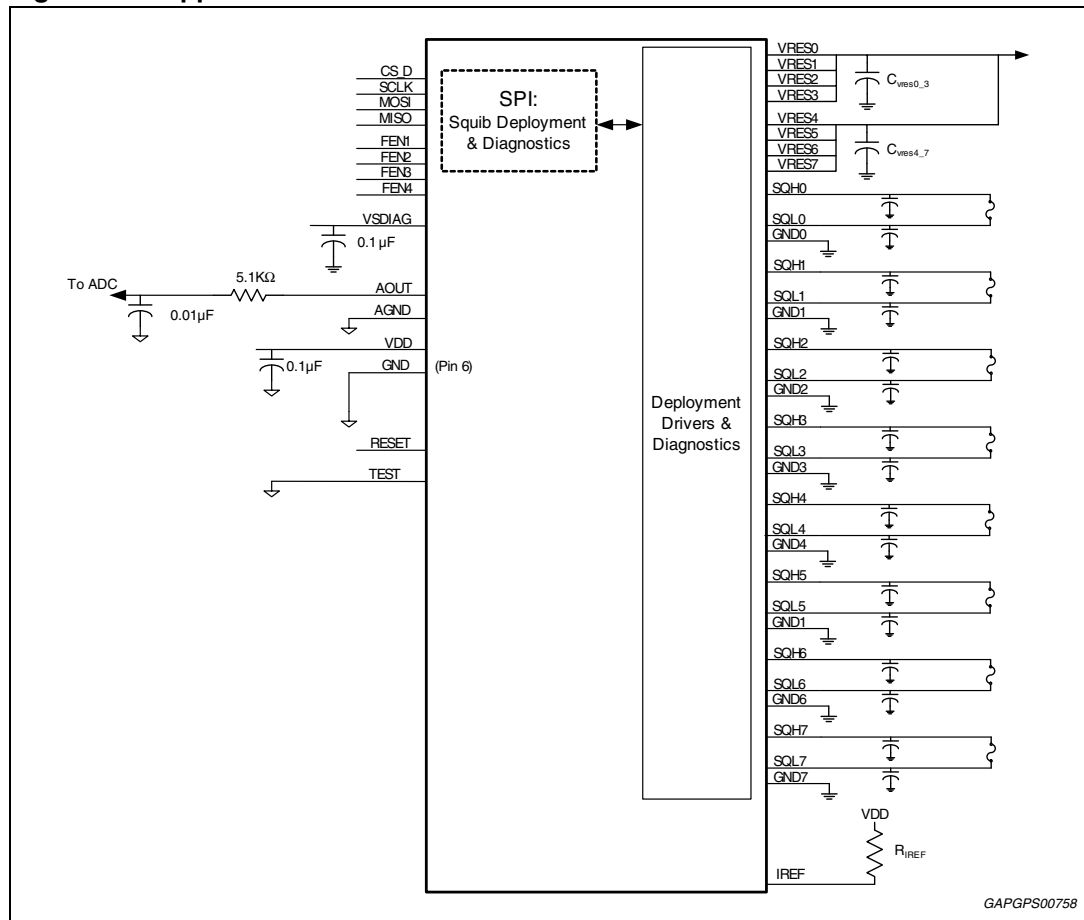 CS_D
SCLK
MOSI
MISO
FEN1
FEN2
FEN3
FEN4
VSDIAG
0.1µF
To ADC
5.1KΩ
AOUT
0.01µF
AGND
VDD
0.1µF
GND
(Pin 6)
RESET
TEST
SPI:
Squib Deployment
& Diagnostics
Deployment
Drivers &
Diagnostics
VRES0
VRES1
VRES2
VRES3
Cvres0_3
VRES4
VRES5
VRES6
VRES7
Cvres4_7
SQH0
SQL0
GND0
SQH1
SQL1
GND1
SQH2
SQL2
GND2
SQH3
SQL3
GND3
SQH4
SQL4
GND4
SQH5
SQL5
GND1
SQH6
SQL6
GND6
SQH7
SQL7
GND7
VDD
RIREF
IREF
GAPGPS00758